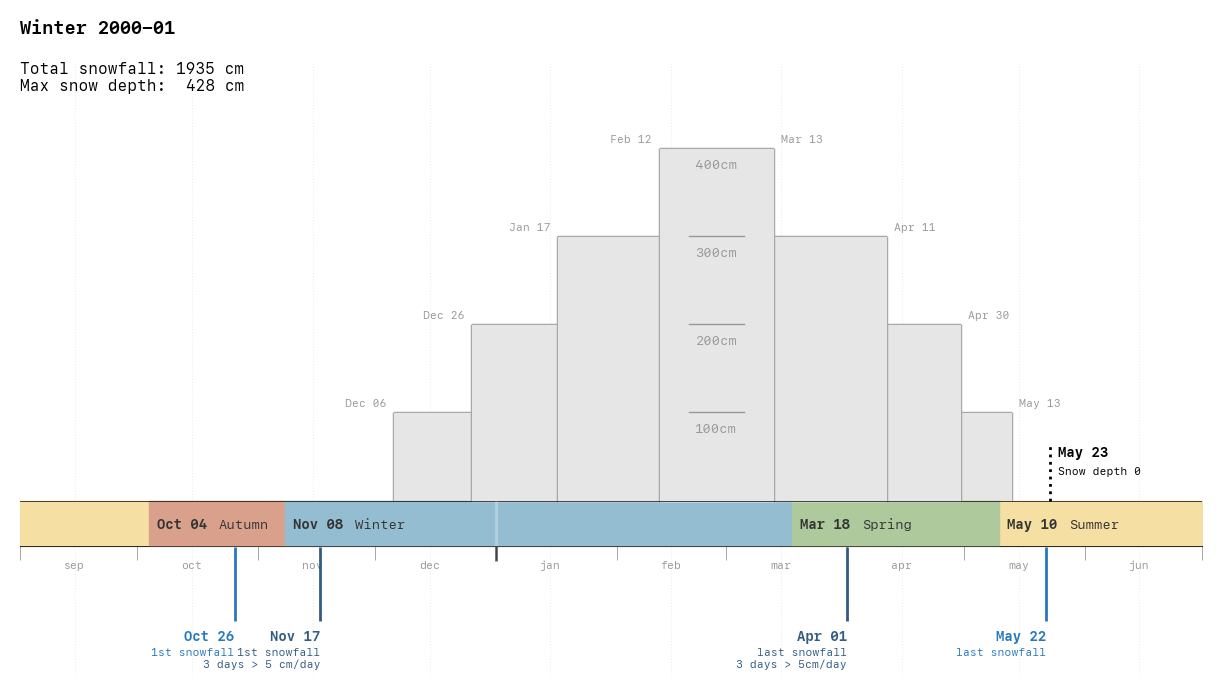 Winter 2000–01
Total snowfall: 1935 cm
Max snow depth: 428 cm
Feb 12
Mar 13
400cm
Jan 17
Apr 11
300cm
Dec 26
Apr 30
200cm
Dec 06
May 13
100cm
May 23
Snow depth 0
Oct 04 Autumn
Nov 08 Winter
Mar 18 Spring
May 10 Summer
sep oct nov dec jan feb mar apr may jun
Oct 26
1st snowfall
Nov 17
1st snowfall
3 days > 5 cm/day
Apr 01
last snowfall
3 days > 5cm/day
May 22
last snowfall